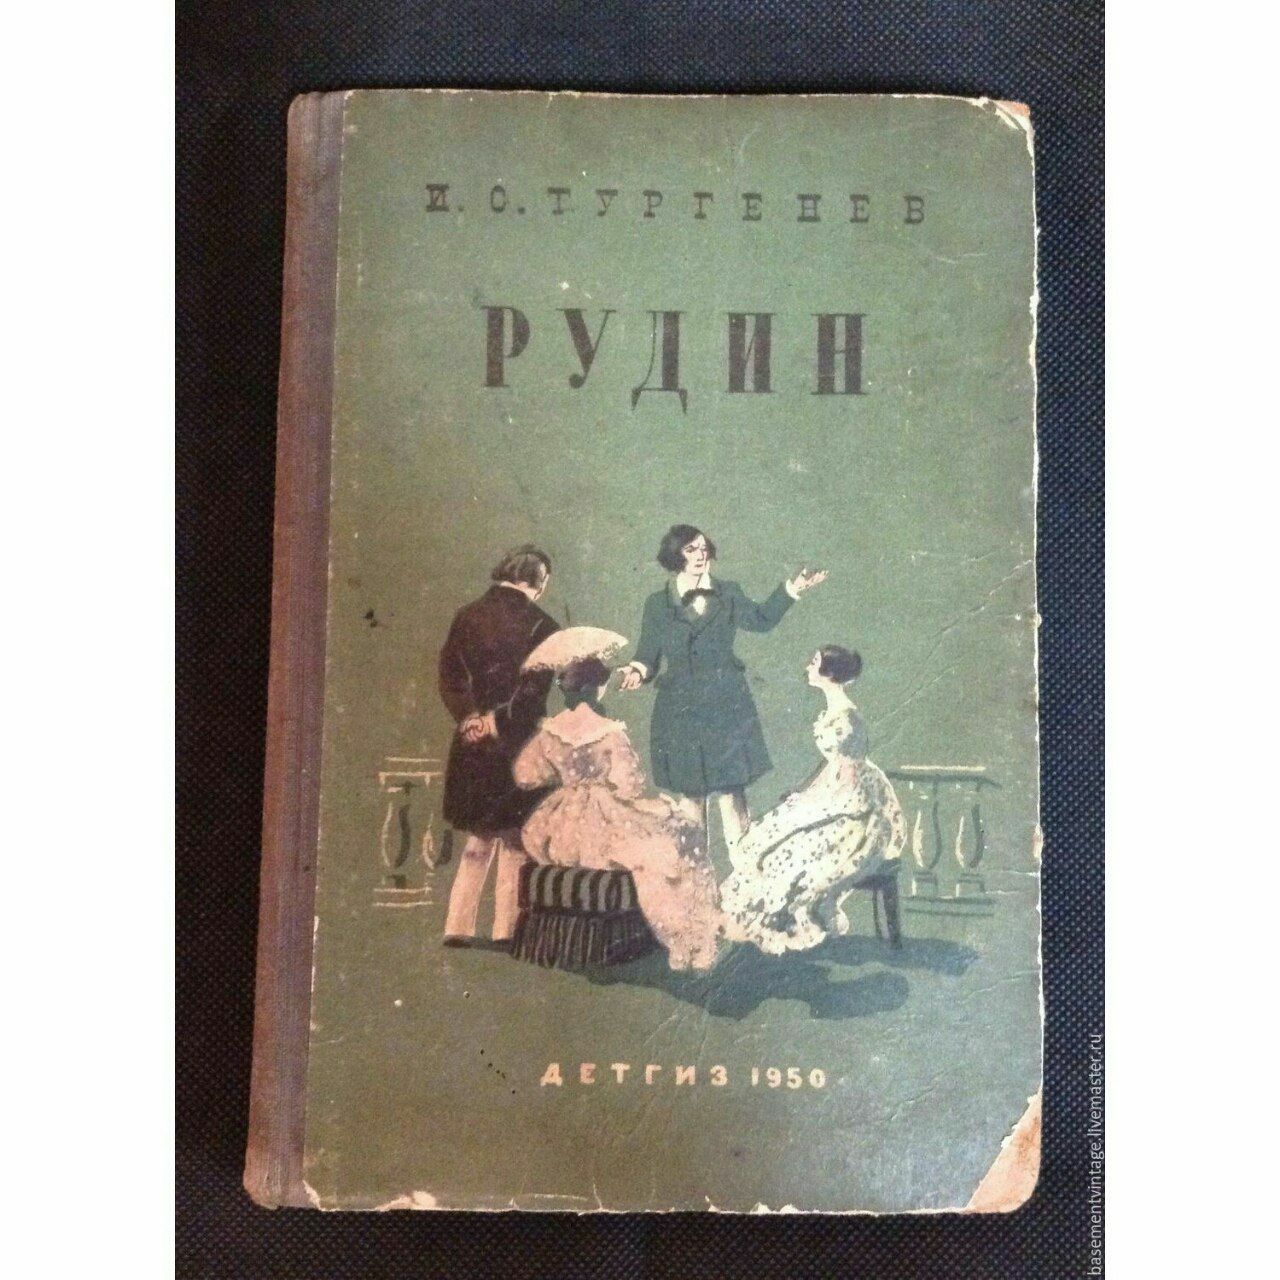 И. С. ТУРГЕНЕВ
РУДИН
ДЕТГИЗ 1950
basementvintage.livemaster.ru